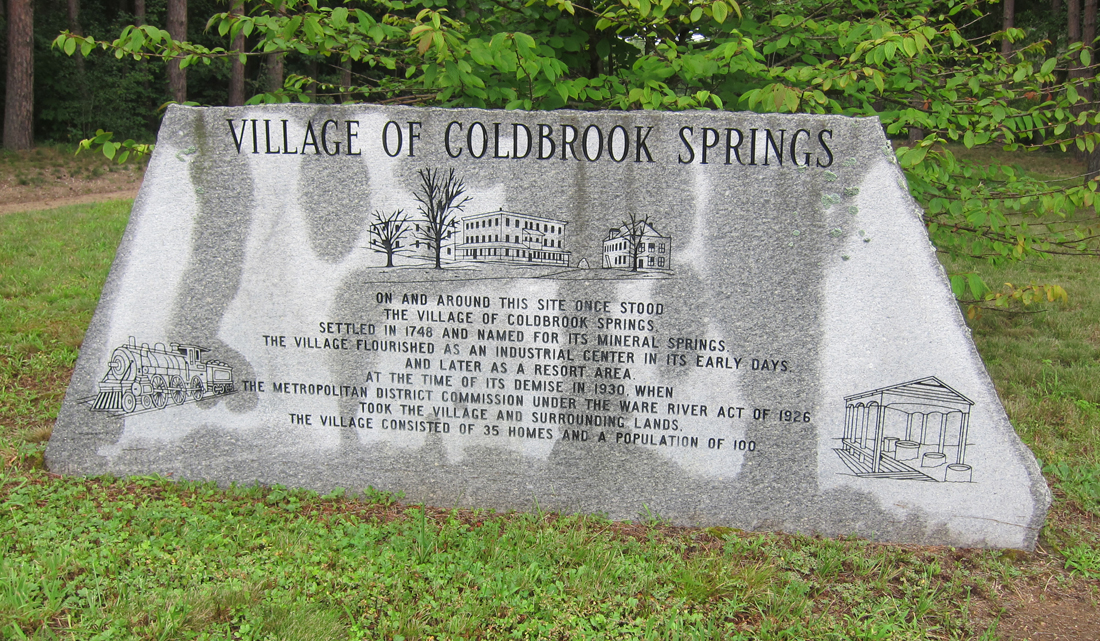 VILLAGE OF COLDBROOK SPRINGS
ON AND AROUND THIS SITE ONCE STOOD
THE VILLAGE OF COLDBROOK SPRINGS,
SETTLED IN 1748 AND NAMED FOR ITS MINERAL SPRINGS
THE VILLAGE FLOURISHED AS AN INDUSTRIAL CENTER IN ITS EARLY DAYS
AND LATER AS A RESORT AREA.
AT THE TIME OF ITS DEMISE IN 1930, WHEN
THE METROPOLITAN DISTRICT COMMISSION UNDER THE WARE RIVER ACT OF 1926
TOOK THE VILLAGE AND SURROUNDING LANDS,
THE VILLAGE CONSISTED OF 35 HOMES AND A POPULATION OF 100